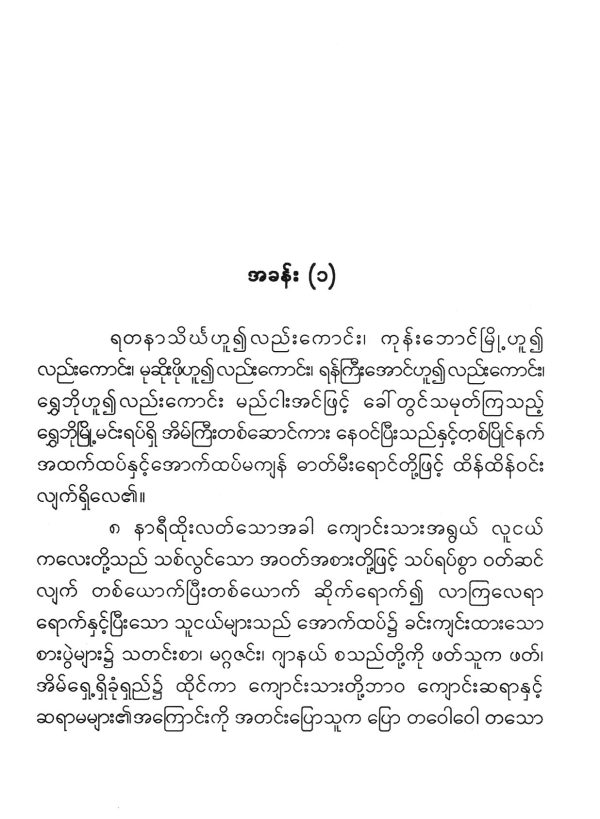 အခန်း (၁)
ရတနာသိင်္ဃဟူ၍လည်းကောင်း၊ ကုန်းဘောင်မြို့ဟူ၍
လည်းကောင်း၊ မုဆိုးဖိုဟူ၍လည်းကောင်း၊ ရန်ကြီးအောင်ဟူ၍လည်းကောင်း၊
ရွှေဘိုဟူ၍လည်းကောင်း မည်ငါးအင်ဖြင့် ခေါ်တွင်သမုတ်ကြသည့်
ရွှေဘိုမြို့မင်းရပ်ရှိ အိမ်ကြီးတစ်ဆောင်ကား နေဝင်ပြီးသည်နှင့်တစ်ပြိုင်နက်
အထက်ထပ်နှင့်အောက်ထပ်မကျန် ဓာတ်မီးရောင်တို့ဖြင့် ထိန်ထိန်ဝင်း
လျက်ရှိလေ၏။
၈ နာရီထိုးလတ်သောအခါ ကျောင်းသားအရွယ် လူငယ်
ကလေးတို့သည် သစ်လွင်သော အဝတ်အစားတို့ဖြင့် သပ်ရပ်စွာ ဝတ်ဆင်
လျက် တစ်ယောက်ပြီးတစ်ယောက် ဆိုက်ရောက်၍ လာကြလေရာ
ရောက်နှင့်ပြီးသော သူငယ်များသည် အောက်ထပ်၌ ခင်းကျင်းထားသော
စားပွဲများ၌ သတင်းစာ၊ မဂ္ဂဇင်း၊ ဂျာနယ် စသည်တို့ကို ဖတ်သူက ဖတ်၊
အိမ်ရှေ့ရှိခုံရှည်၌ ထိုင်ကာ ကျောင်းသားတို့ဘာဝ ကျောင်းဆရာနှင့်
ဆရာမများ၏အကြောင်းကို အတင်းပြောသူက ပြော တဝေါဝေါ တသော